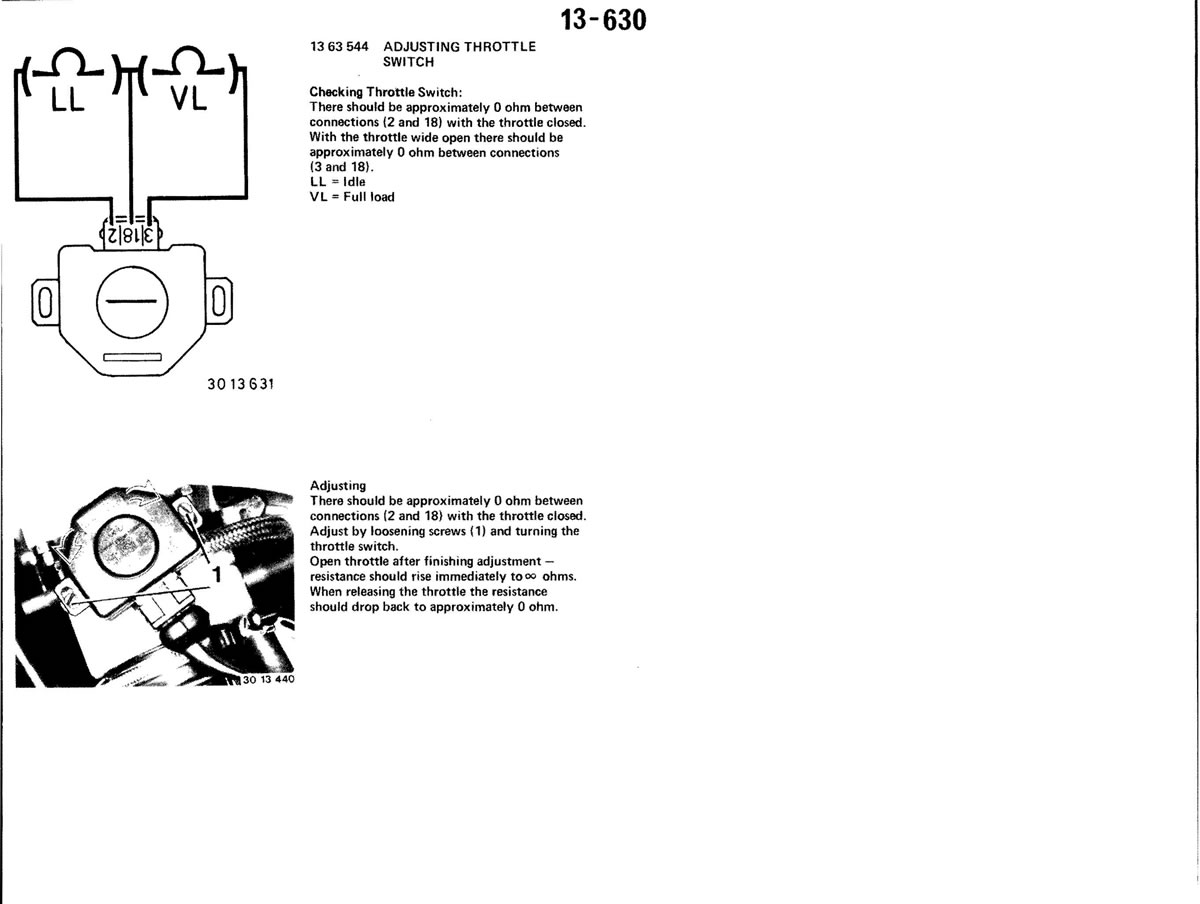 13-630
13 63 544 ADJUSTING THROTTLE
SWITCH
Checking Throttle Switch:
There should be approximately 0 ohm between
connections (2 and 18) with the throttle closed.
With the throttle wide open there should be
approximately 0 ohm between connections
(3 and 18).
LL = Idle
VL = Full load
LL
VL
2|18|3
30 13 631
Adjusting
There should be approximately 0 ohm between
connections (2 and 18) with the throttle closed.
Adjust by loosening screws (1) and turning the
throttle switch.
Open throttle after finishing adjustment —
resistance should rise immediately to ∞ ohms.
When releasing the throttle the resistance
should drop back to approximately 0 ohm.
1
30 13 440